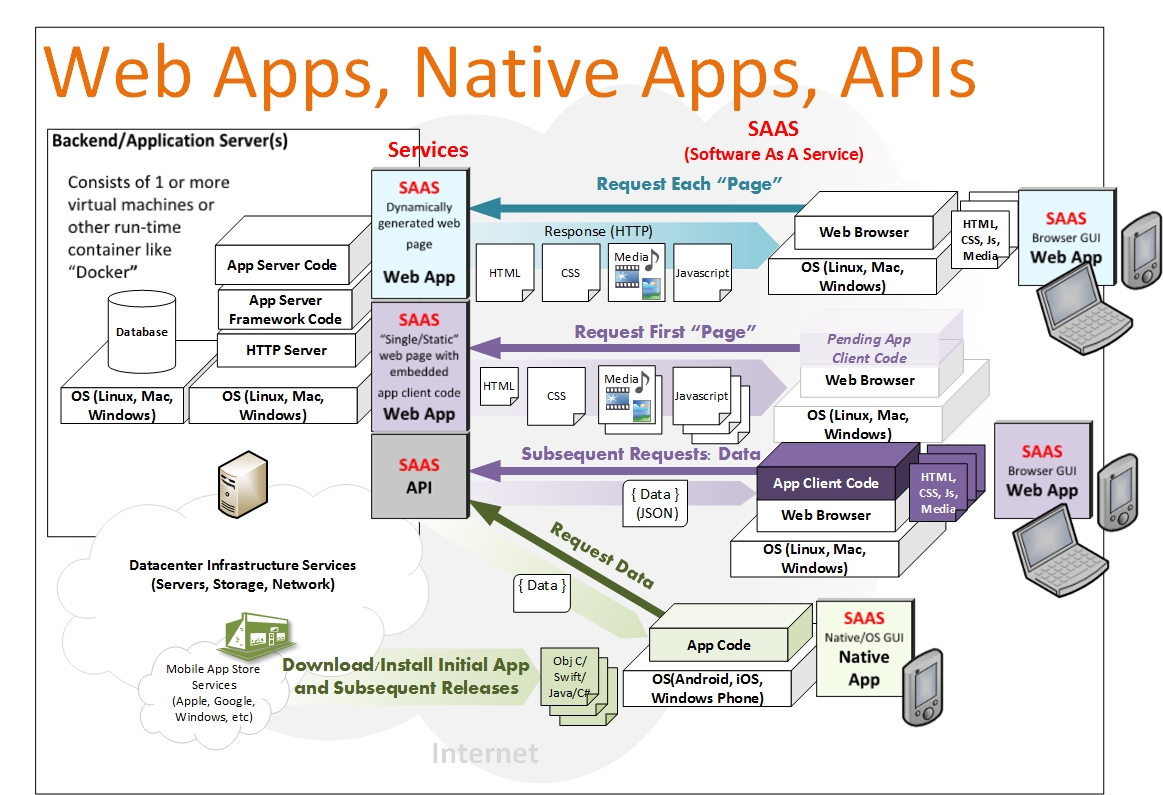 Web Apps, Native Apps, APIs
Backend/Application Server(s)
Consists of 1 or more
virtual machines or
other run-time
container like
“Docker”
App Server Code
App Server
Framework Code
HTTP Server
OS (Linux, Mac,
Windows)
Database
OS (Linux, Mac,
Windows)
Services
SAAS
Dynamically
generated web
page
Web App
SAAS
“Single/Static”
web page with
embedded
app client code
Web App
SAAS
API
SAAS
(Software As A Service)
Request Each “Page”
Response (HTTP)
HTML
CSS
Media
Javascript
Web Browser
OS (Linux, Mac,
Windows)
HTML,
CSS, Js,
Media
SAAS
Browser GUI
Web App
Request First “Page”
HTML
CSS
Media
Javascript
Pending App
Client Code
Web Browser
OS (Linux, Mac,
Windows)
Subsequent Requests: Data
{ Data }
(JSON)
App Client Code
Web Browser
OS (Linux, Mac,
Windows)
HTML,
CSS, Js,
Media
SAAS
Browser GUI
Web App
Request Data
{ Data }
App Code
OS(Android, iOS,
Windows Phone)
SAAS
Native/OS GUI
Native
App
Datacenter Infrastructure Services
(Servers, Storage, Network)
Mobile App Store
Services
(Apple, Google,
Windows, etc)
Download/Install Initial App
and Subsequent Releases
Obj C/
Swift/
Java/C#
Internet